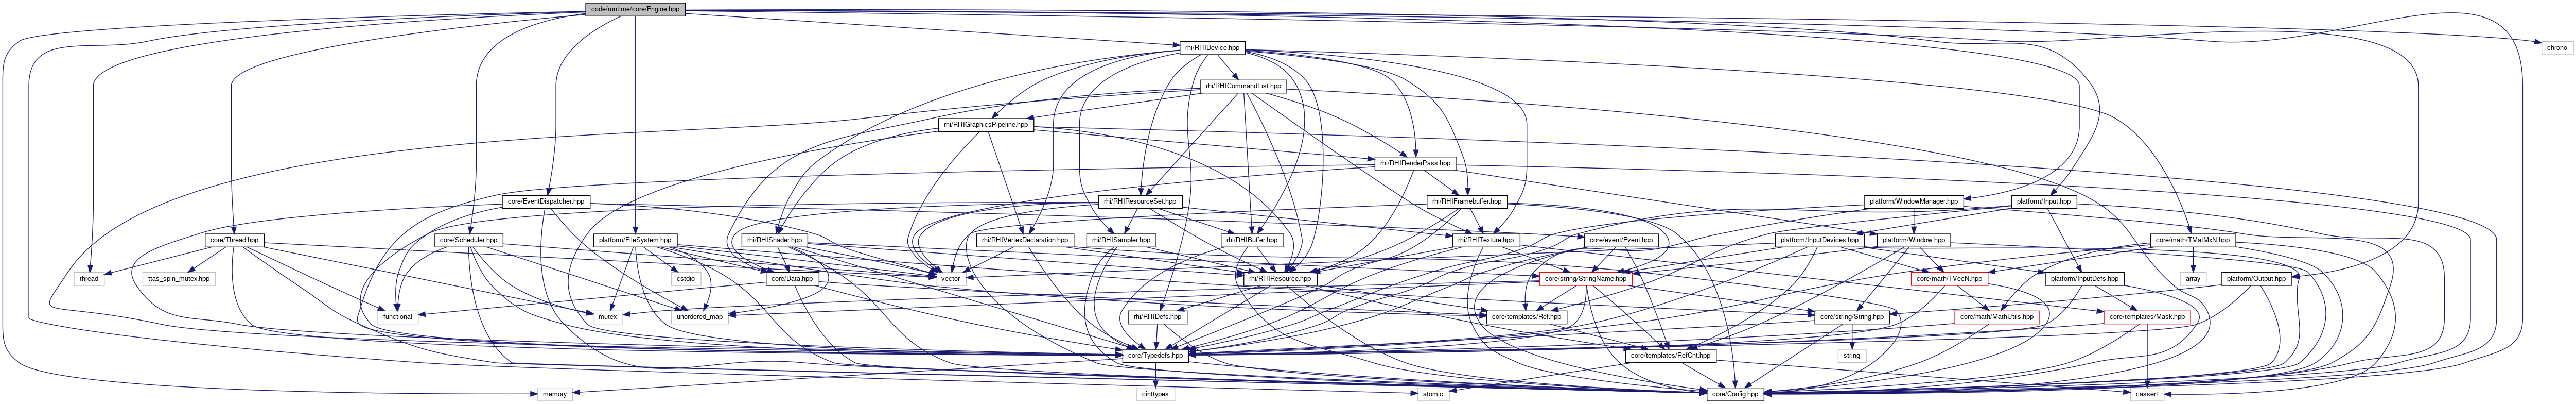 code/runtime/core/Engine.hpp
rhi/RHIDevice.hpp
chrono
rhi/RHICommandList.hpp
rhi/RHIGraphicsPipeline.hpp
rhi/RHIRenderPass.hpp
core/EventDispatcher.hpp
rhi/RHIResourceSet.hpp
rhi/RHIFramebuffer.hpp
platform/WindowManager.hpp
platform/Input.hpp
core/Thread.hpp
core/Scheduler.hpp
platform/FileSystem.hpp
rhi/RHIShader.hpp
rhi/RHIVertexDeclaration.hpp
rhi/RHISampler.hpp
rhi/RHIBuffer.hpp
rhi/RHITexture.hpp
core/event/Event.hpp
platform/InputDevices.hpp
platform/Window.hpp
core/math/TMatMxN.hpp
thread
ttas_spin_mutex.hpp
cstdio
core/Data.hpp
vector
rhi/RHIResource.hpp
core/string/StringName.hpp
core/math/TVecN.hpp
platform/InputDefs.hpp
array
platform/Output.hpp
functional
mutex
unordered_map
rhi/RHIDefs.hpp
core/templates/Ref.hpp
core/string/String.hpp
core/math/MathUtils.hpp
core/templates/Mask.hpp
core/Typedefs.hpp
core/templates/RefCnt.hpp
string
memory
cinttypes
atomic
core/Config.hpp
cassert